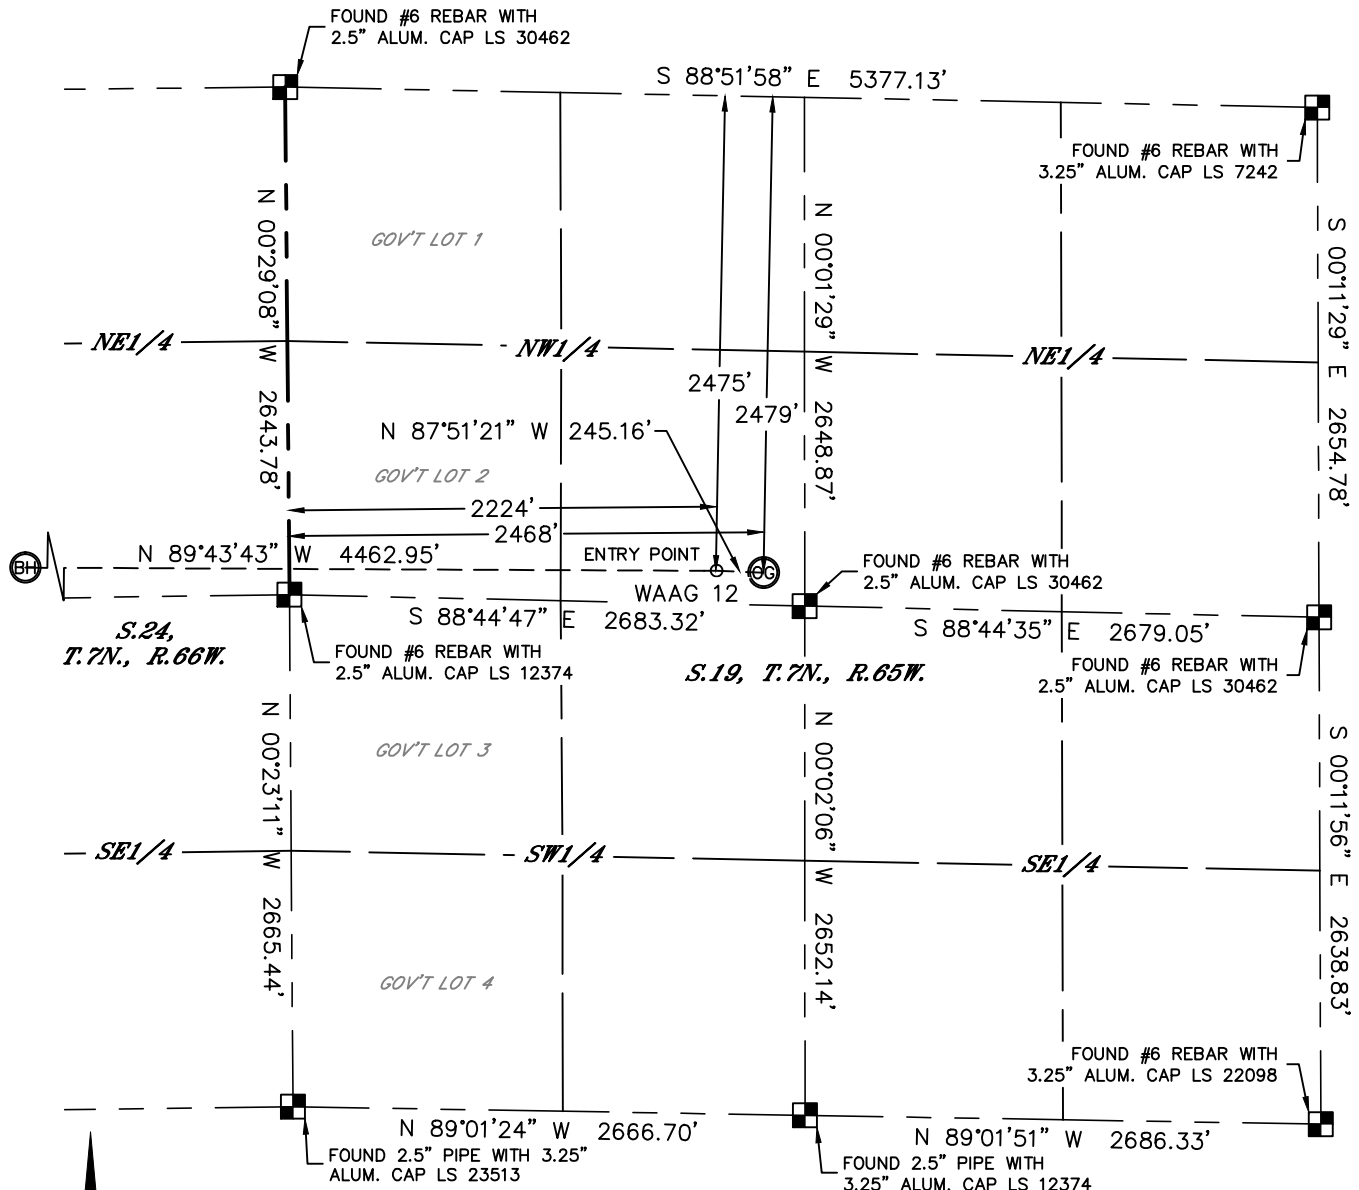 FOUND #6 REBAR WITH
2.5" ALUM. CAP LS 30462
S 88°51'58" E 5377.13'
FOUND #6 REBAR WITH
3.25" ALUM. CAP LS 7242
N 00°29'08" W 2643.78'
N 00°01'29" W 2648.87'
S 00°11'29" E 2654.78'
GOV'T LOT 1
NE1/4
NW1/4
NE1/4
2475'
2479'
N 87°51'21" W 245.16'
GOV'T LOT 2
2224'
2468'
BH
N 89°43'43" W 4462.95'
ENTRY POINT
OG
WAAG 12
FOUND #6 REBAR WITH
2.5" ALUM. CAP LS 30462
S 88°44'47" E 2683.32'
S 88°44'35" E 2679.05'
S.24,
T.7N., R.66W.
FOUND #6 REBAR WITH
2.5" ALUM. CAP LS 12374
S.19, T.7N., R.65W.
FOUND #6 REBAR WITH
2.5" ALUM. CAP LS 30462
N 00°23'11" W 2665.44'
N 00°02'06" W 2652.14'
S 00°11'56" E 2638.83'
GOV'T LOT 3
SE1/4
SW1/4
SE1/4
GOV'T LOT 4
FOUND #6 REBAR WITH
3.25" ALUM. CAP LS 22098
N 89°01'24" W 2666.70'
N 89°01'51" W 2686.33'
FOUND 2.5" PIPE WITH 3.25"
ALUM. CAP LS 23513
FOUND 2.5" PIPE WITH
3.25" ALUM. CAP LS 12374